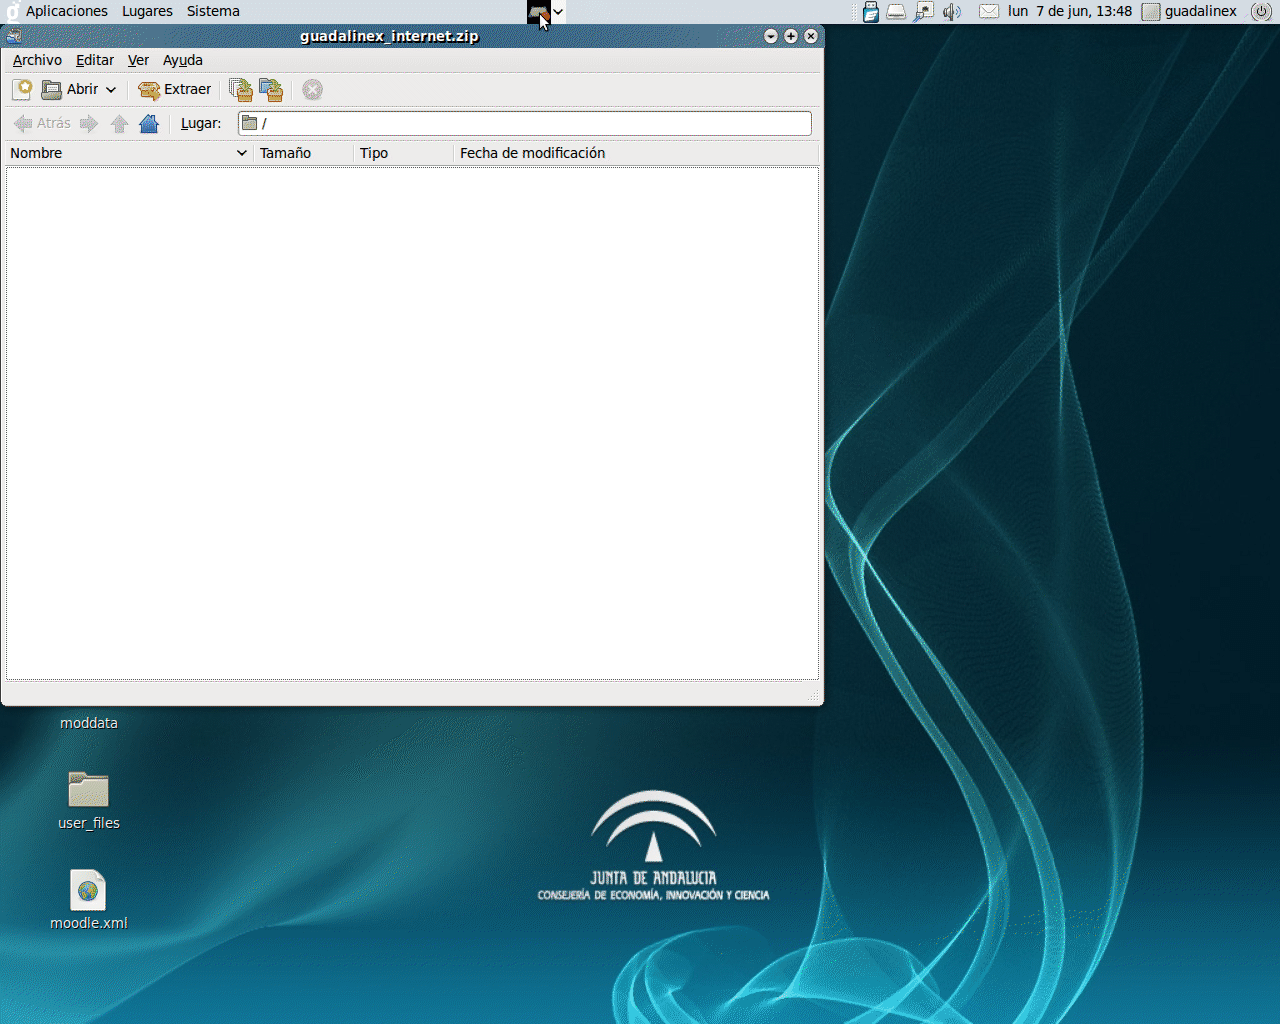 Aplicaciones Lugares Sistema lun 7 de jun, 13:48 guadalinex
guadalinex_internet.zip
Archivo Editar Ver Ayuda
Abrir Extraer
Atrás Lugar: /
Nombre Tamaño Tipo Fecha de modificación
moddata
user_files
moodle.xml
JUNTA DE ANDALUCIA
CONSEJERÍA DE ECONOMÍA, INNOVACIÓN Y CIENCIA